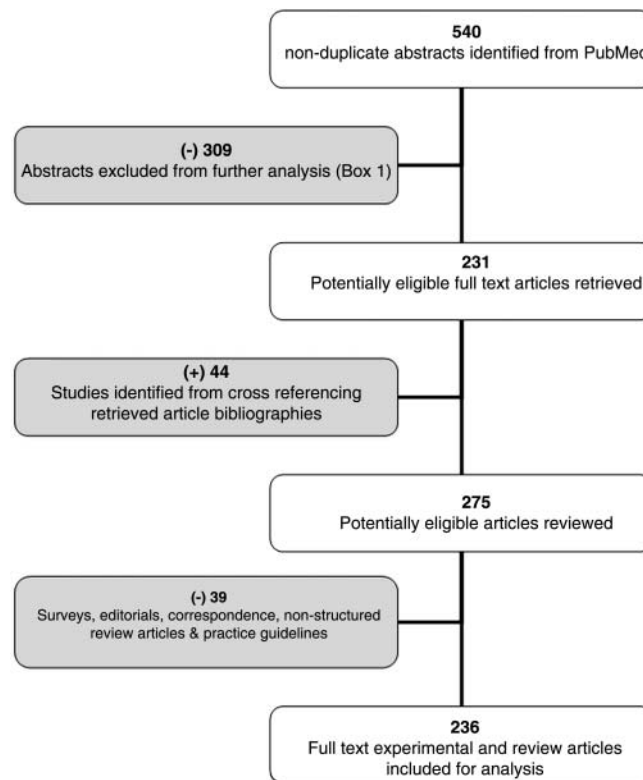 540
non-duplicate abstracts identified from PubMed
(-) 309
Abstracts excluded from further analysis (Box 1)
231
Potentially eligible full text articles retrieved
(+) 44
Studies identified from cross referencing
retrieved article bibliographies
275
Potentially eligible articles reviewed
(-) 39
Surveys, editorials, correspondence, non-structured
review articles & practice guidelines
236
Full text experimental and review articles
included for analysis